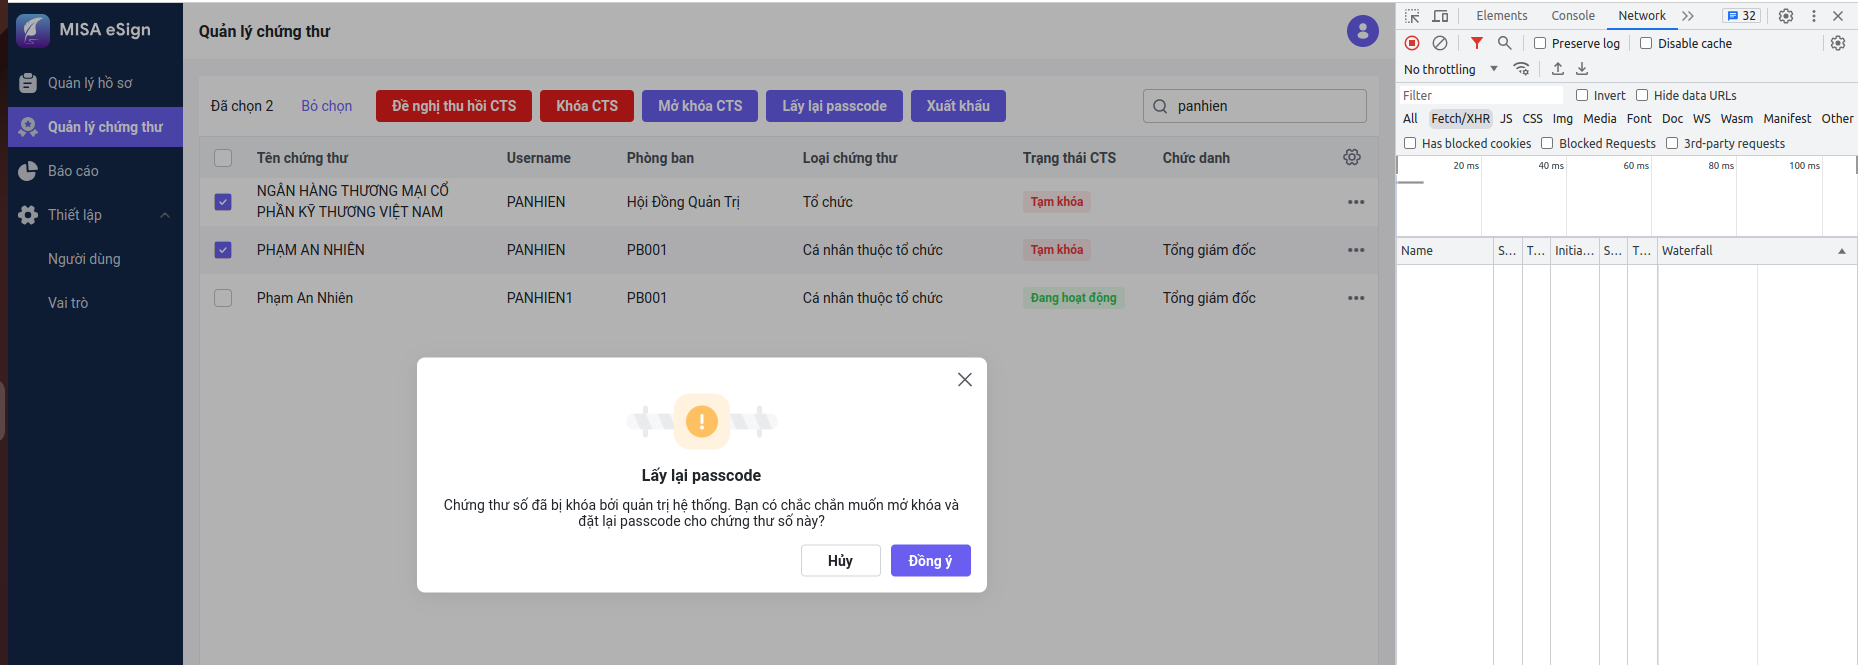 MISA eSign
Quản lý hồ sơ
Quản lý chứng thư
Báo cáo
Thiết lập
Người dùng
Vai trò
Quản lý chứng thư
Đã chọn 2 Bỏ chọn Đề nghị thu hồi CTS Khóa CTS Mở khóa CTS Lấy lại passcode Xuất khẩu panhien
Tên chứng thư Username Phòng ban Loại chứng thư Trạng thái CTS Chức danh
NGÂN HÀNG THƯƠNG MẠI CỔ
PHẦN KỸ THƯƠNG VIỆT NAM PANHIEN Hội Đồng Quản Trị Tổ chức Tạm khóa
PHẠM AN NHIÊN PANHIEN PB001 Cá nhân thuộc tổ chức Tạm khóa Tổng giám đốc
Phạm An Nhiên PANHIEN1 PB001 Cá nhân thuộc tổ chức Đang hoạt động Tổng giám đốc
Lấy lại passcode
Chứng thư số đã bị khóa bởi quản trị hệ thống. Bạn có chắc chắn muốn mở khóa và
đặt lại passcode cho chứng thư số này?
Hủy Đồng ý
Elements Console Network 32
Preserve log Disable cache
No throttling
Filter Invert Hide data URLs
All Fetch/XHR JS CSS Img Media Font Doc WS Wasm Manifest Other
Has blocked cookies Blocked Requests 3rd-party requests
20 ms 40 ms 60 ms 80 ms 100 ms
Name S... T... Initia... S... T... Waterfall